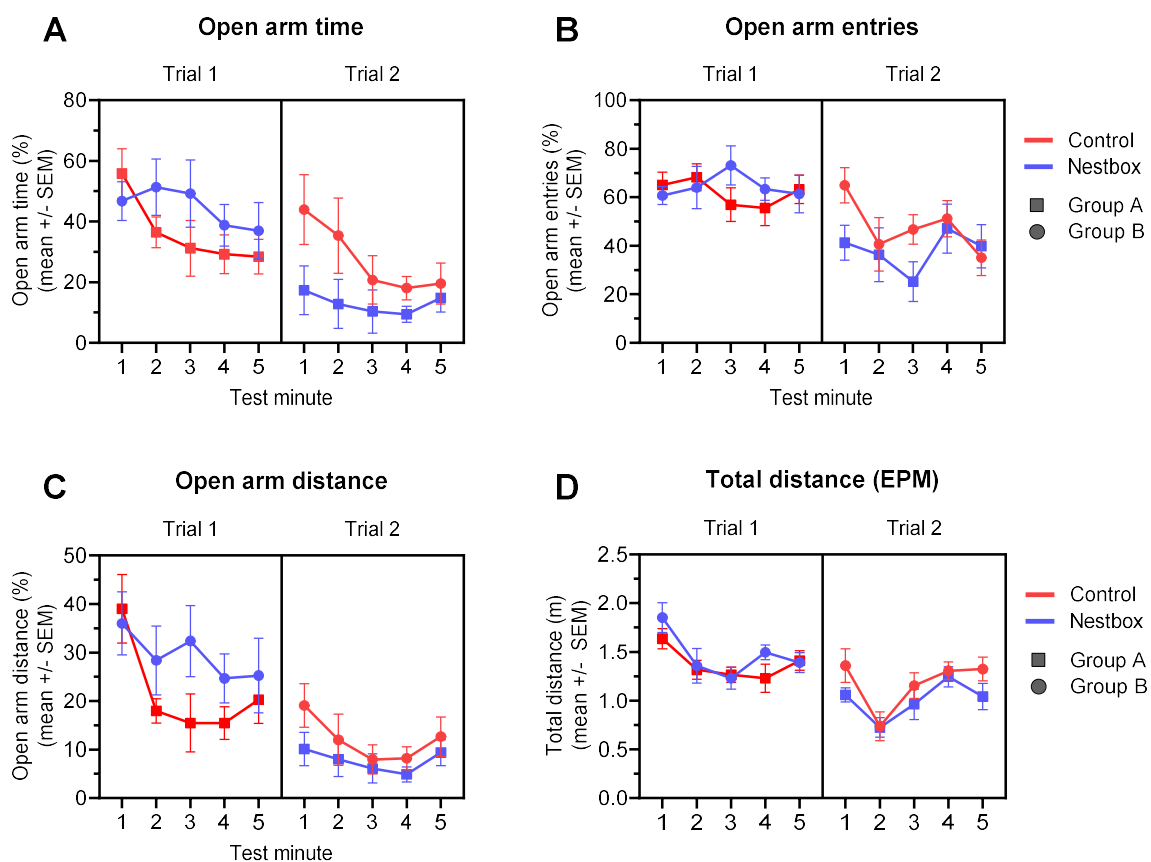 A
Open arm time
Trial 1
Trial 2
Open arm time (%)
(mean +/- SEM)
80
60
40
20
0
1 2 3 4 5 1 2 3 4 5
Test minute
B
Open arm entries
Trial 1
Trial 2
Open arm entries (%)
(mean +/- SEM)
100
80
60
40
20
0
1 2 3 4 5 1 2 3 4 5
Test minute
Control
Nestbox
Group A
Group B
C
Open arm distance
Trial 1
Trial 2
Open arm distance (%)
(mean +/- SEM)
50
40
30
20
10
0
1 2 3 4 5 1 2 3 4 5
Test minute
D
Total distance (EPM)
Trial 1
Trial 2
Total distance (m)
(mean +/- SEM)
2.5
2.0
1.5
1.0
0.5
0.0
1 2 3 4 5 1 2 3 4 5
Control
Nestbox
Group A
Group B